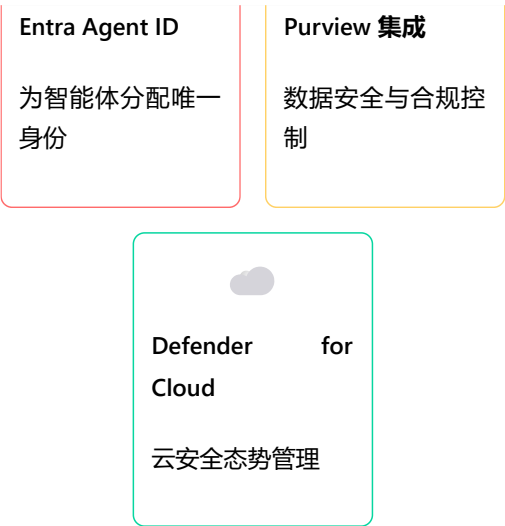 Entra Agent ID
为智能体分配唯一
身份
Purview 集成
数据安全与合规控
制
Defender for
Cloud
云安全态势管理